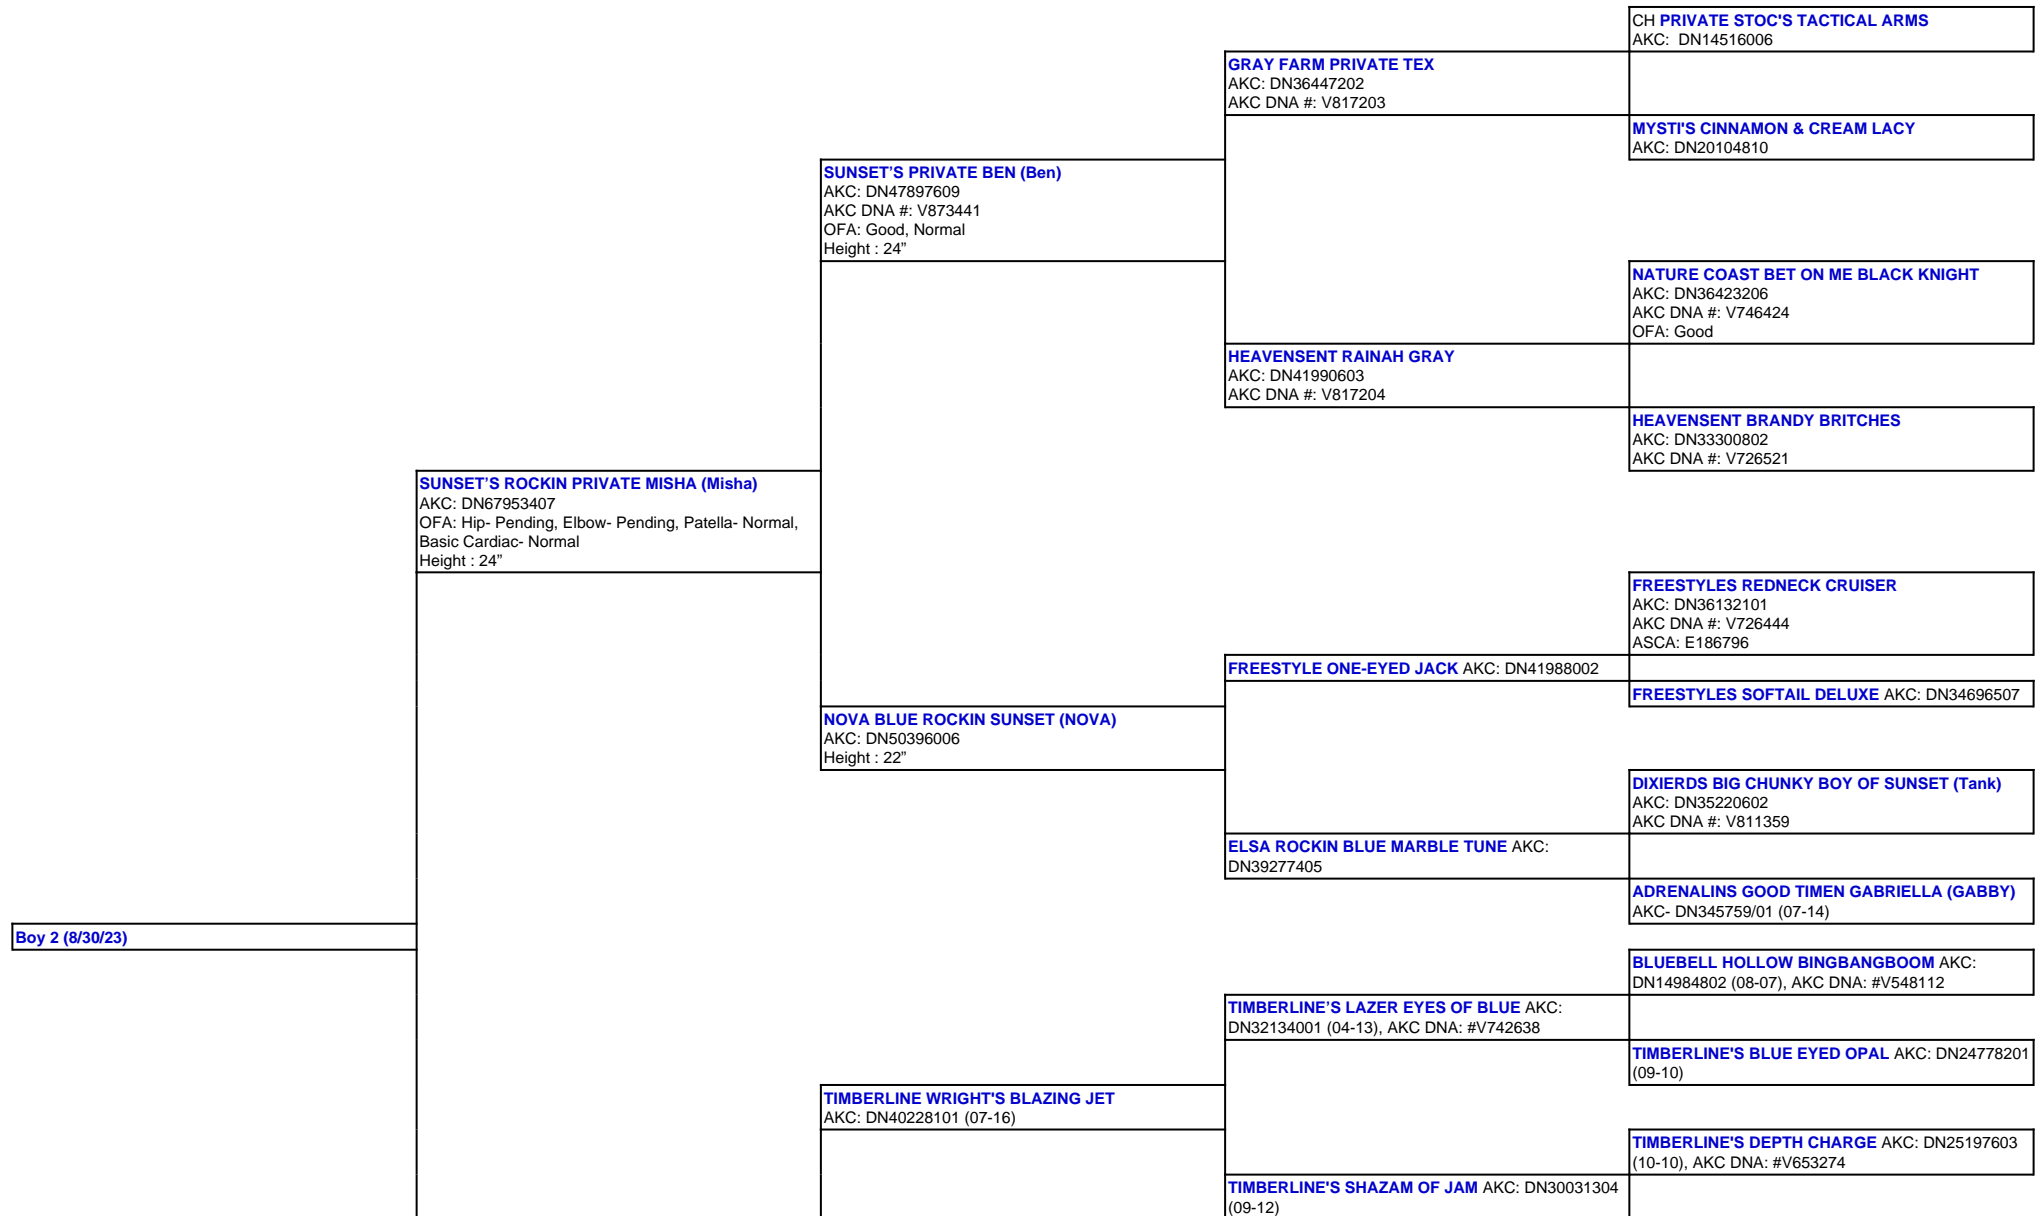 CH PRIVATE STOC'S TACTICAL ARMS
AKC:  DN14516006
GRAY FARM PRIVATE TEX
AKC: DN36447202
AKC DNA #: V817203
MYSTI'S CINNAMON & CREAM LACY
AKC: DN20104810
SUNSET’S PRIVATE BEN (Ben)
AKC: DN47897609
AKC DNA #: V873441
OFA: Good, Normal
Height : 24”
NATURE COAST BET ON ME BLACK KNIGHT
AKC: DN36423206
AKC DNA #: V746424
OFA: Good
HEAVENSENT RAINAH GRAY
AKC: DN41990603
AKC DNA #: V817204
HEAVENSENT BRANDY BRITCHES
AKC: DN33300802
AKC DNA #: V726521
SUNSET’S ROCKIN PRIVATE MISHA (Misha)
AKC: DN67953407
OFA: Hip- Pending, Elbow- Pending, Patella- Normal,
Basic Cardiac- Normal
Height : 24”
FREESTYLES REDNECK CRUISER
AKC: DN36132101
AKC DNA #: V726444
ASCA: E186796
FREESTYLE ONE-EYED JACK AKC: DN41988002
FREESTYLES SOFTAIL DELUXE AKC: DN34696507
NOVA BLUE ROCKIN SUNSET (NOVA)
AKC: DN50396006
Height : 22”
DIXIERDS BIG CHUNKY BOY OF SUNSET (Tank)
AKC: DN35220602
AKC DNA #: V811359
ELSA ROCKIN BLUE MARBLE TUNE AKC:
DN39277405
ADRENALINS GOOD TIMEN GABRIELLA (GABBY)
AKC- DN345759/01 (07-14)
Boy 2 (8/30/23)
BLUEBELL HOLLOW BINGBANGBOOM AKC:
DN14984802 (08-07), AKC DNA: #V548112
TIMBERLINE’S LAZER EYES OF BLUE AKC:
DN32134001 (04-13), AKC DNA: #V742638
TIMBERLINE'S BLUE EYED OPAL AKC: DN24778201
(09-10)
TIMBERLINE WRIGHT'S BLAZING JET
AKC: DN40228101 (07-16)
TIMBERLINE'S DEPTH CHARGE AKC: DN25197603
(10-10), AKC DNA: #V653274
TIMBERLINE'S SHAZAM OF JAM AKC: DN30031304
(09-12)